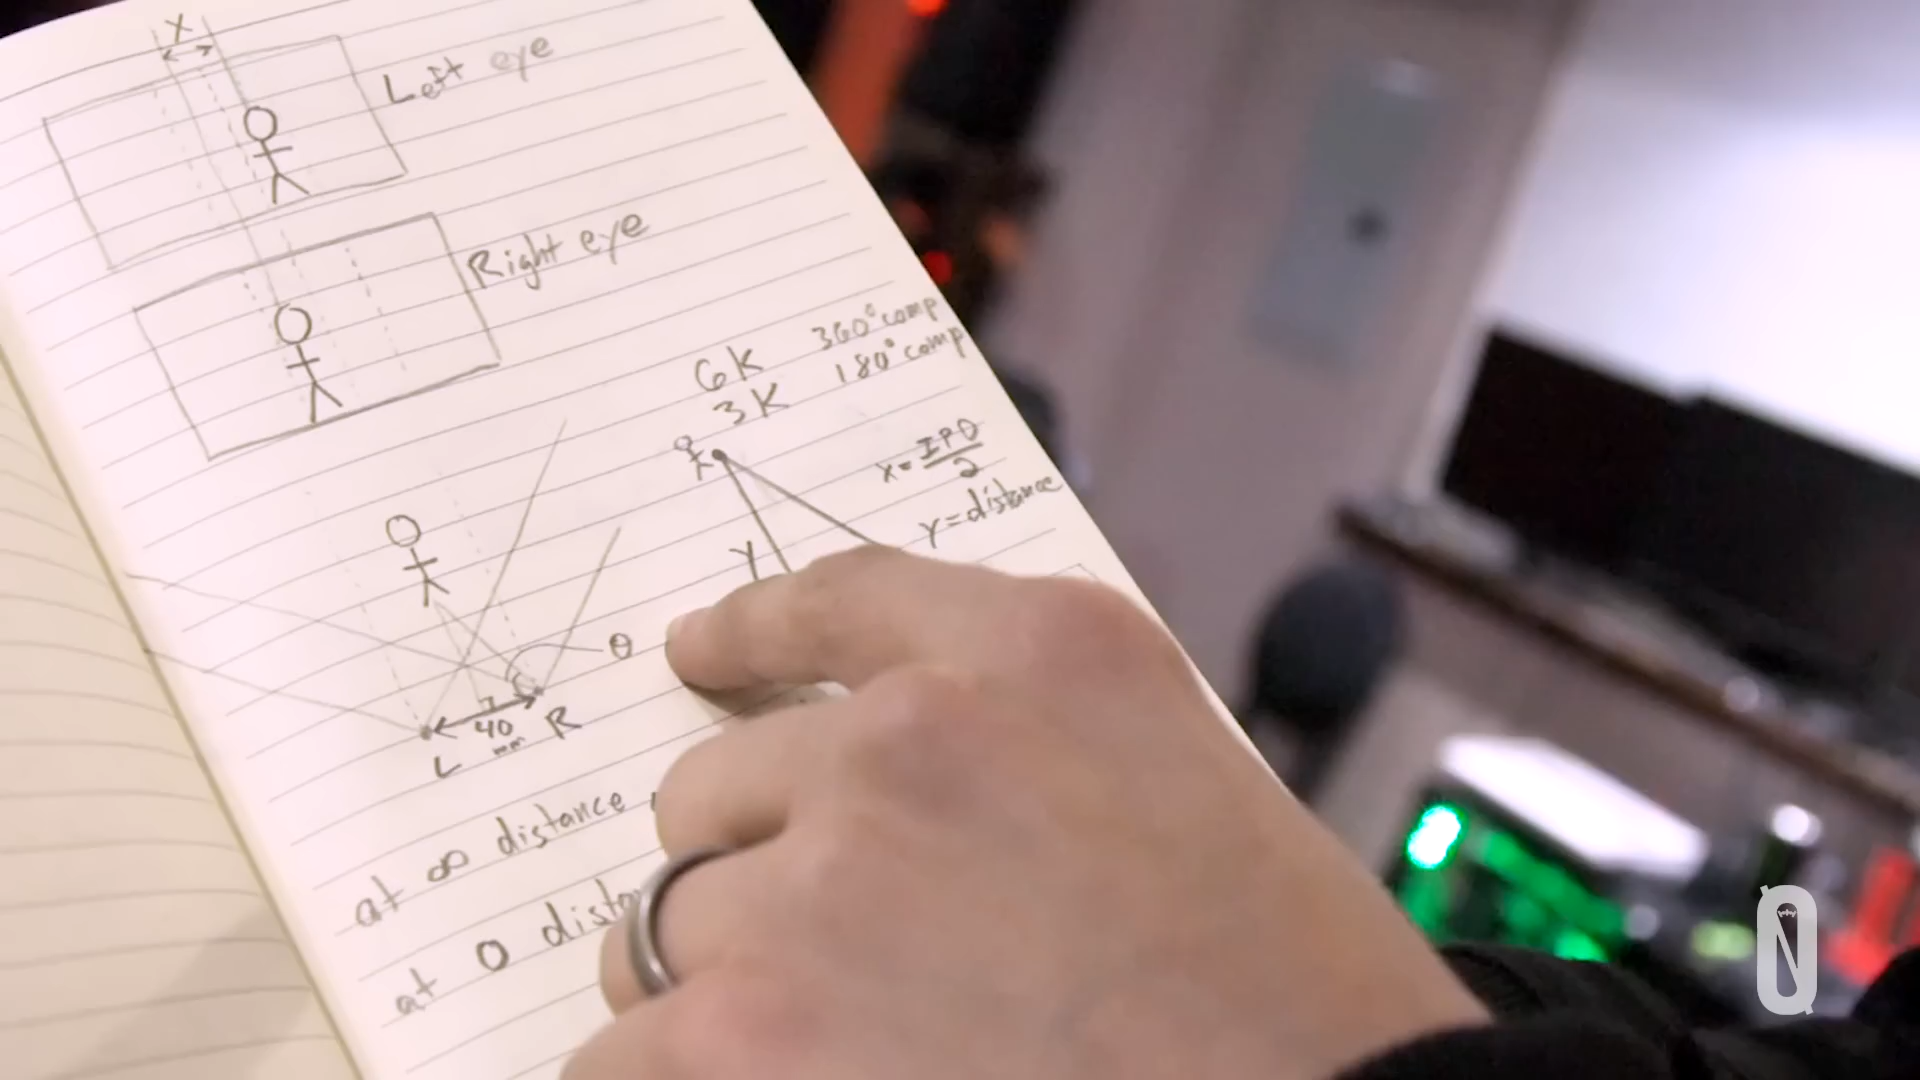 X
Left eye
Right eye
6K 360° comp
3K 180° comp
x = IPD/2
y = distance
Y
θ
40
mm
L R
at ∞ distance
at 0 dista